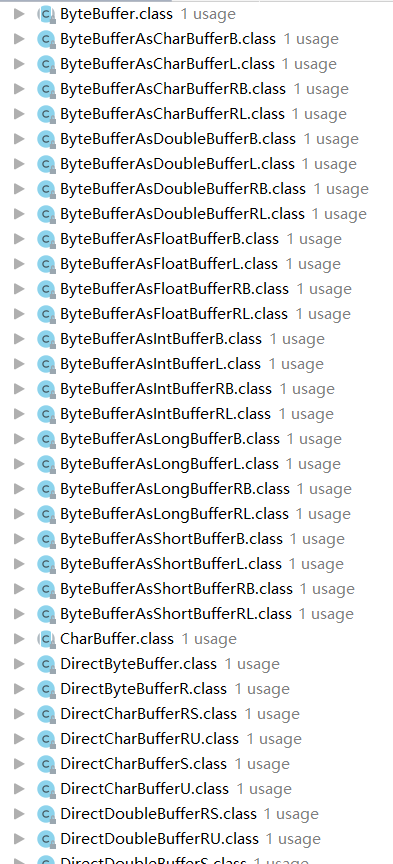 ByteBuffer.class 1 usage
ByteBufferAsCharBufferB.class 1 usage
ByteBufferAsCharBufferL.class 1 usage
ByteBufferAsCharBufferRB.class 1 usage
ByteBufferAsCharBufferRL.class 1 usage
ByteBufferAsDoubleBufferB.class 1 usage
ByteBufferAsDoubleBufferL.class 1 usage
ByteBufferAsDoubleBufferRB.class 1 usage
ByteBufferAsDoubleBufferRL.class 1 usage
ByteBufferAsFloatBufferB.class 1 usage
ByteBufferAsFloatBufferL.class 1 usage
ByteBufferAsFloatBufferRB.class 1 usage
ByteBufferAsFloatBufferRL.class 1 usage
ByteBufferAsIntBufferB.class 1 usage
ByteBufferAsIntBufferL.class 1 usage
ByteBufferAsIntBufferRB.class 1 usage
ByteBufferAsIntBufferRL.class 1 usage
ByteBufferAsLongBufferB.class 1 usage
ByteBufferAsLongBufferL.class 1 usage
ByteBufferAsLongBufferRB.class 1 usage
ByteBufferAsLongBufferRL.class 1 usage
ByteBufferAsShortBufferB.class 1 usage
ByteBufferAsShortBufferL.class 1 usage
ByteBufferAsShortBufferRB.class 1 usage
ByteBufferAsShortBufferRL.class 1 usage
CharBuffer.class 1 usage
DirectByteBuffer.class 1 usage
DirectByteBufferR.class 1 usage
DirectCharBufferRS.class 1 usage
DirectCharBufferRU.class 1 usage
DirectCharBufferS.class 1 usage
DirectCharBufferU.class 1 usage
DirectDoubleBufferRS.class 1 usage
DirectDoubleBufferRU.class 1 usage
DirectDoubleBufferS.class 1 usage